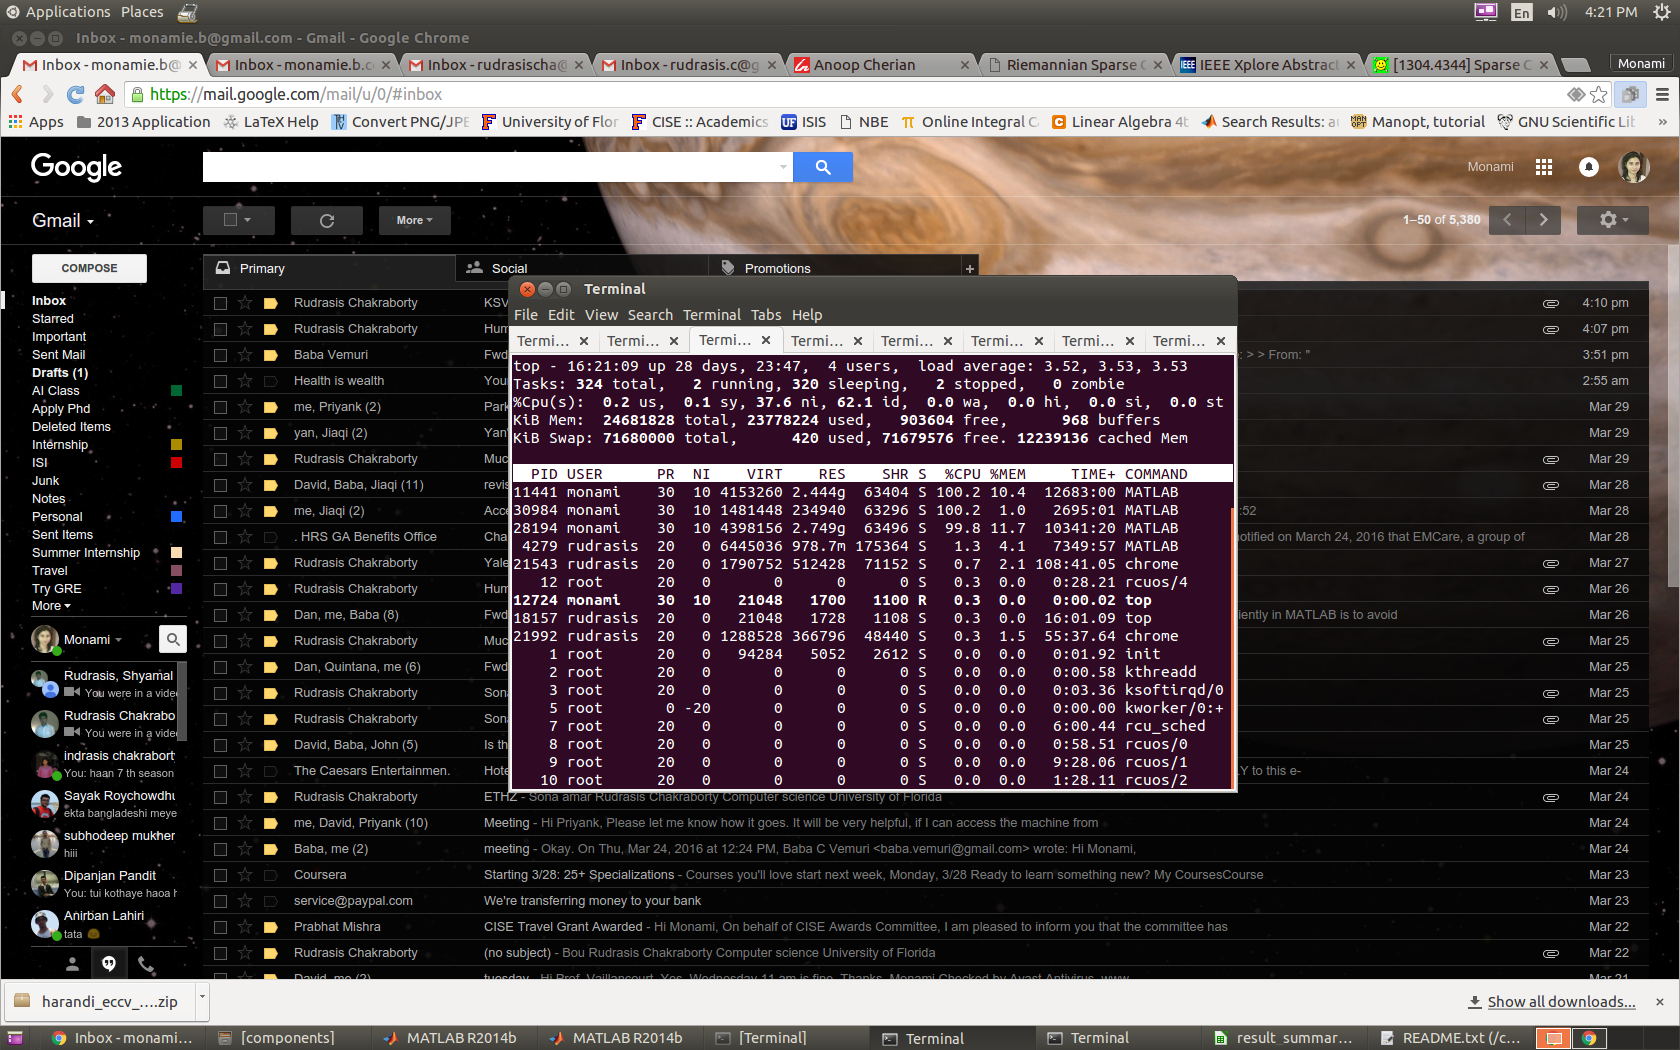 Applications Places En 4:21 PM
Inbox - monamie.b@gmail.com - Gmail - Google Chrome
Inbox - monamie.b@ Inbox - monamie.b.c Inbox - rudrasischa@ Inbox - rudrasis.c@g Anoop Cherian Riemannian Sparse C IEEE Xplore Abstract [1304.4344] Sparse C Monami
https://mail.google.com/mail/u/0/#inbox
Apps 2013 Application LaTeX Help Convert PNG/JPE University of Flor CISE :: Academics ISIS NBE Online Integral C Linear Algebra 4t Search Results: au Manopt, tutorial GNU Scientific Lib »
Google Monami
Gmail More 1–50 of 5,380
COMPOSE Primary Social Promotions +
Inbox
Starred
Important
Sent Mail
Drafts (1)
AI Class
Apply Phd
Deleted Items
Internship
ISI
Junk
Notes
Personal
Sent Items
Summer Internship
Travel
Try GRE
More
Monami
Rudrasis, Shyamal
You were in a vide
Rudrasis Chakrabo
You were in a vide
indrasis chakraborty
You: haan 7 th season
Sayak Roychowdhu
ekta bangladeshi meye
subhodeep mukher
hiii
Dipanjan Pandit
You: tui kothaye haoa h
Anirban Lahiri
tata
Rudrasis Chakraborty KSV 4:10 pm
Rudrasis Chakraborty Hum 4:07 pm
Baba Vemuri Fwd : > > From: " 3:51 pm
Health is wealth You 2:55 am
me, Priyank (2) Park Mar 29
yan, Jiaqi (2) Yan Mar 29
Rudrasis Chakraborty Muc Mar 29
David, Baba, Jiaqi (11) revis Mar 28
me, Jiaqi (2) Acce :52 Mar 28
. HRS GA Benefits Office Cha notified on March 24, 2016 that EMCare, a group of Mar 28
Rudrasis Chakraborty Yale Mar 27
Rudrasis Chakraborty Hum Mar 26
Dan, me, Baba (8) Fwd iently in MATLAB is to avoid Mar 26
Rudrasis Chakraborty Muc Mar 25
Dan, Quintana, me (6) Fwd Mar 25
Rudrasis Chakraborty Sona Mar 25
Rudrasis Chakraborty Sona Mar 25
David, Baba, John (5) Is th Mar 25
The Caesars Entertainmen. Hote LY to this e- Mar 24
Rudrasis Chakraborty ETHZ - Sona amar Rudrasis Chakraborty Computer science University of Florida Mar 24
me, David, Priyank (10) Meeting - Hi Priyank, Please let me know how it goes. It will be very helpful, if I can access the machine from Mar 24
Baba, me (2) meeting - Okay. On Thu, Mar 24, 2016 at 12:24 PM, Baba C Vemuri <baba.vemuri@gmail.com> wrote: Hi Monami, Mar 24
Coursera Starting 3/28: 25+ Specializations - Courses you'll love start next week, Monday, 3/28 Ready to learn something new? My CoursesCourse Mar 23
service@paypal.com We're transferring money to your bank Mar 23
Prabhat Mishra CISE Travel Grant Awarded - Hi Monami, On behalf of CISE Awards Committee, I am pleased to inform you that the committee has Mar 22
Rudrasis Chakraborty (no subject) - Bou Rudrasis Chakraborty Computer science University of Florida Mar 22
David, me (2) tuesday - Hi Prof. Vaillancourt, Yes, Wednesday 11 am is fine. Thanks, Monami Checked by Avast Antivirus. www. Mar 21
Terminal
File Edit View Search Terminal Tabs Help
Termi... Termi... Termi... Termi... Termi... Termi... Termi... Termi...
top - 16:21:09 up 28 days, 23:47, 4 users, load average: 3.52, 3.53, 3.53
Tasks: 324 total, 2 running, 320 sleeping, 2 stopped, 0 zombie
%Cpu(s): 0.2 us, 0.1 sy, 37.6 ni, 62.1 id, 0.0 wa, 0.0 hi, 0.0 si, 0.0 st
KiB Mem: 24681828 total, 23778224 used, 903604 free, 968 buffers
KiB Swap: 71680000 total, 420 used, 71679576 free. 12239136 cached Mem
PID USER PR NI VIRT RES SHR S %CPU %MEM TIME+ COMMAND
11441 monami 30 10 4153260 2.444g 63404 S 100.2 10.4 12683:00 MATLAB
30984 monami 30 10 1481448 234940 63296 S 100.2 1.0 2695:01 MATLAB
28194 monami 30 10 4398156 2.749g 63496 S 99.8 11.7 10341:20 MATLAB
4279 rudrasis 20 0 6445036 978.7m 175364 S 1.3 4.1 7349:57 MATLAB
21543 rudrasis 20 0 1790752 512428 71152 S 0.7 2.1 108:41.05 chrome
12 root 20 0 0 0 0 S 0.3 0.0 0:28.21 rcuos/4
12724 monami 30 10 21048 1700 1100 R 0.3 0.0 0:00.02 top
18157 rudrasis 20 0 21048 1728 1108 S 0.3 0.0 16:01.09 top
21992 rudrasis 20 0 1288528 366796 48440 S 0.3 1.5 55:37.64 chrome
1 root 20 0 94284 5052 2612 S 0.0 0.0 0:01.92 init
2 root 20 0 0 0 0 S 0.0 0.0 0:00.58 kthreadd
3 root 20 0 0 0 0 S 0.0 0.0 0:03.36 ksoftirqd/0
5 root 0 -20 0 0 0 S 0.0 0.0 0:00.00 kworker/0:+
7 root 20 0 0 0 0 S 0.0 0.0 6:00.44 rcu_sched
8 root 20 0 0 0 0 S 0.0 0.0 0:58.51 rcuos/0
9 root 20 0 0 0 0 S 0.0 0.0 9:28.06 rcuos/1
10 root 20 0 0 0 0 S 0.0 0.0 1:28.11 rcuos/2
harandi_eccv_....zip Show all downloads...
Inbox - monami... [components] MATLAB R2014b MATLAB R2014b [Terminal] Terminal Terminal result_summar... README.txt (/c...